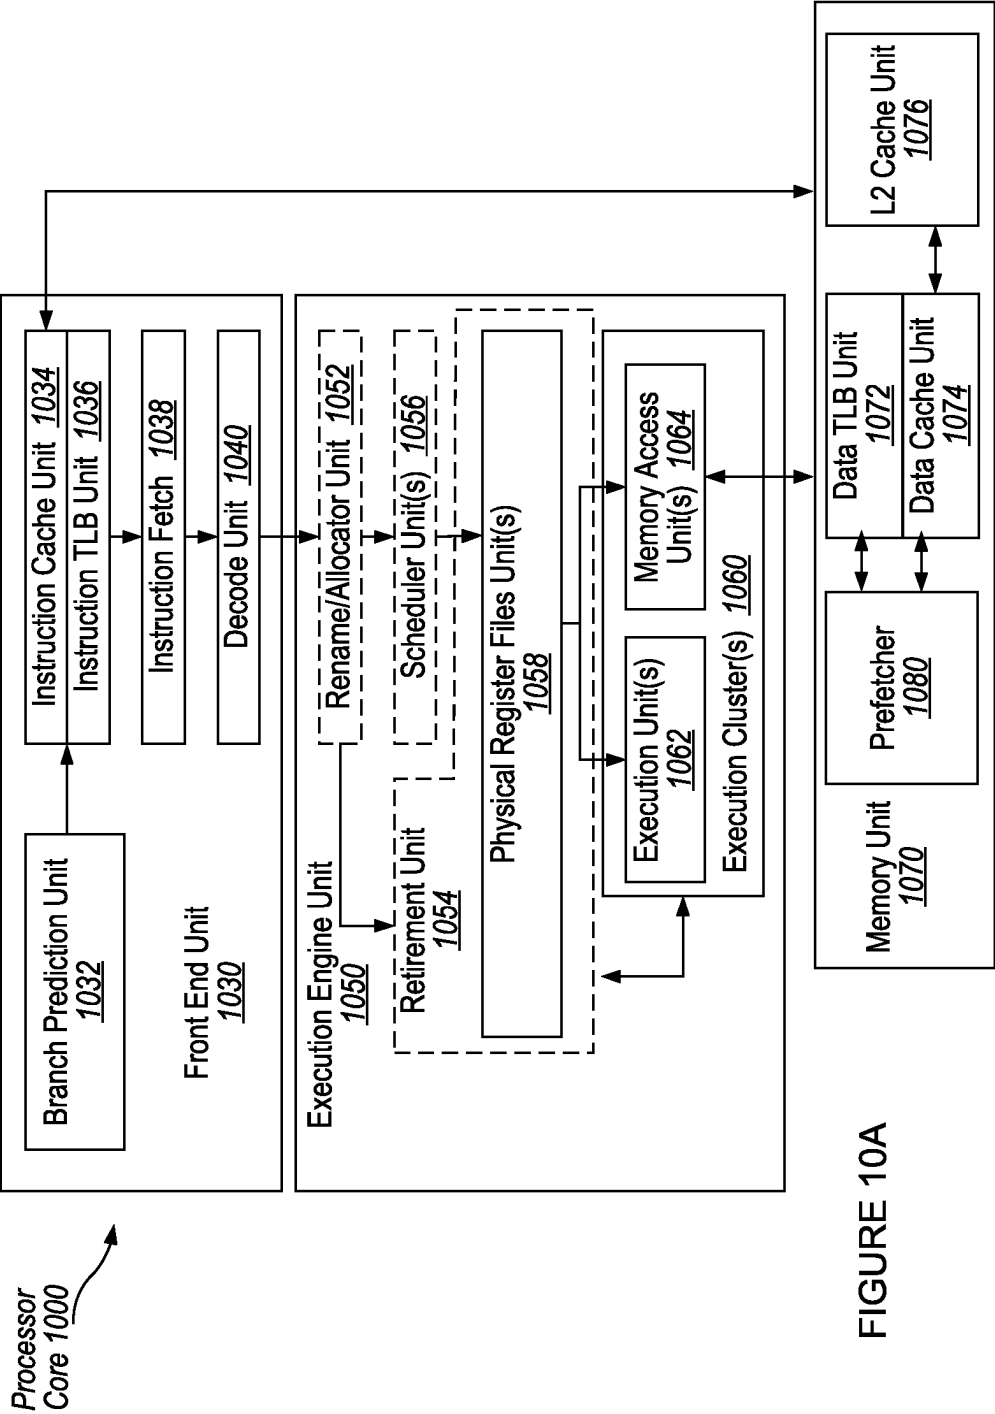 Processor
Core 1000
Branch Prediction Unit
1032
Instruction Cache Unit 1034
Instruction TLB Unit 1036
Instruction Fetch 1038
Decode Unit 1040
Front End Unit
1030
Execution Engine Unit
1050
Rename/Allocator Unit 1052
Retirement Unit
1054
Scheduler Unit(s) 1056
Physical Register Files Unit(s)
1058
Execution Unit(s)
1062
Memory Access
Unit(s) 1064
Execution Cluster(s) 1060
Memory Unit
1070
Prefetcher
1080
Data TLB Unit
1072
Data Cache Unit
1074
L2 Cache Unit
1076
FIGURE 10A